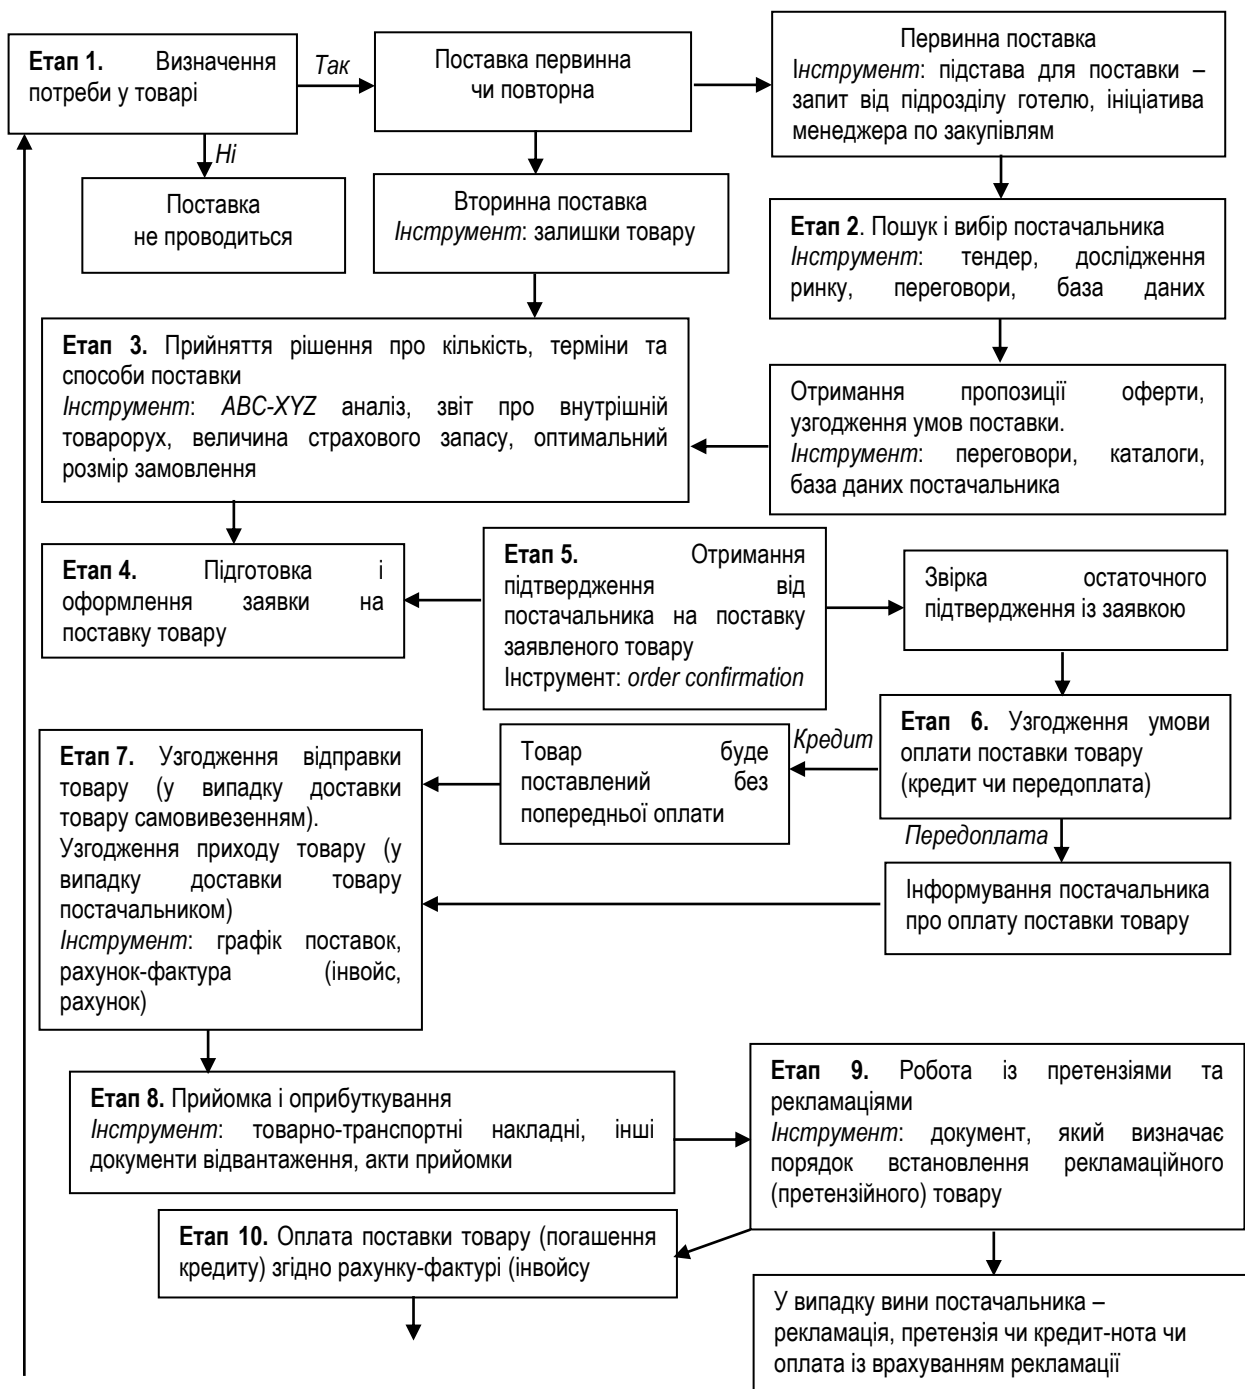 Етап 1. Визначення
потреби у товарі
Так
Поставка первинна
чи повторна
Первинна поставка
Інструмент: підстава для поставки –
запит від підрозділу готелю, ініціатива
менеджера по закупівлям
Ні
Поставка
не проводиться
Вторинна поставка
Інструмент: залишки товару
Етап 2. Пошук і вибір постачальника
Інструмент: тендер, дослідження
ринку, переговори, база даних
Етап 3. Прийняття рішення про кількість, терміни та
способи поставки
Інструмент: ABC-XYZ аналіз, звіт про внутрішній
товарорух, величина страхового запасу, оптимальний
розмір замовлення
Отримання пропозиції оферти,
узгодження умов поставки.
Інструмент: переговори, каталоги,
база даних постачальника
Етап 4. Підготовка і
оформлення заявки на
поставку товару
Етап 5. Отримання
підтвердження від
постачальника на поставку
заявленого товару
Інструмент: order confirmation
Звірка остаточного
підтвердження із заявкою
Етап 6. Узгодження умови
оплати поставки товару
(кредит чи передоплата)
Кредит
Товар буде
поставлений без
попередньої оплати
Етап 7. Узгодження відправки
товару (у випадку доставки
товару самовивезенням).
Узгодження приходу товару (у
випадку доставки товару
постачальником)
Інструмент: графік поставок,
рахунок-фактура (інвойс,
рахунок)
Передоплата
Інформування постачальника
про оплату поставки товару
Етап 8. Прийомка і оприбуткування
Інструмент: товарно-транспортні накладні, інші
документи відвантаження, акти прийомки
Етап 9. Робота із претензіями та
рекламаціями
Інструмент: документ, який визначає
порядок встановлення рекламаційного
(претензійного) товару
Етап 10. Оплата поставки товару (погашення
кредиту) згідно рахунку-фактурі (інвойсу
У випадку вини постачальника –
рекламація, претензія чи кредит-нота чи
оплата із врахуванням рекламації